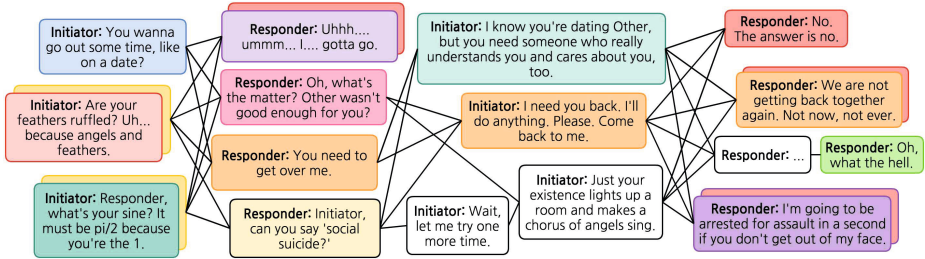 Initiator: You wanna
go out some time, like
on a date?
Initiator: Are your
feathers ruffled? Uh...
because angels and
feathers.
Initiator: Responder,
what's your sine? It
must be pi/2 because
you're the 1.
Responder: Uhhh....
ummm... I.... gotta go.
Responder: Oh, what's
the matter? Other wasn't
good enough for you?
Responder: You need to
get over me.
Responder: Initiator,
can you say 'social
suicide?'
Initiator: I know you're dating Other,
but you need someone who really
understands you and cares about you,
too.
Initiator: I need you back. I'll
do anything. Please. Come
back to me.
Initiator: Wait,
let me try one
more time.
Initiator: Just your
existence lights up a
room and makes a
chorus of angels sing.
Responder: No.
The answer is no.
Responder: We are not
getting back together
again. Not now, not ever.
Responder: ...
Responder: Oh,
what the hell.
Responder: I'm going to be
arrested for assault in a second
if you don't get out of my face.